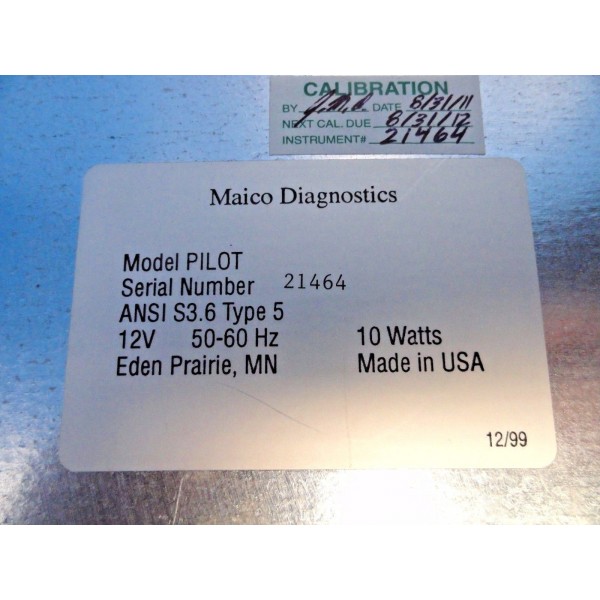 CALIBRATION
BY DATE 8/31/11
NEXT CAL. DUE 8/31/12
INSTRUMENT# 21464
Maico Diagnostics
Model PILOT
Serial Number 21464
ANSI S3.6 Type 5
12V 50-60 Hz 10 Watts
Eden Prairie, MN Made in USA
12/99